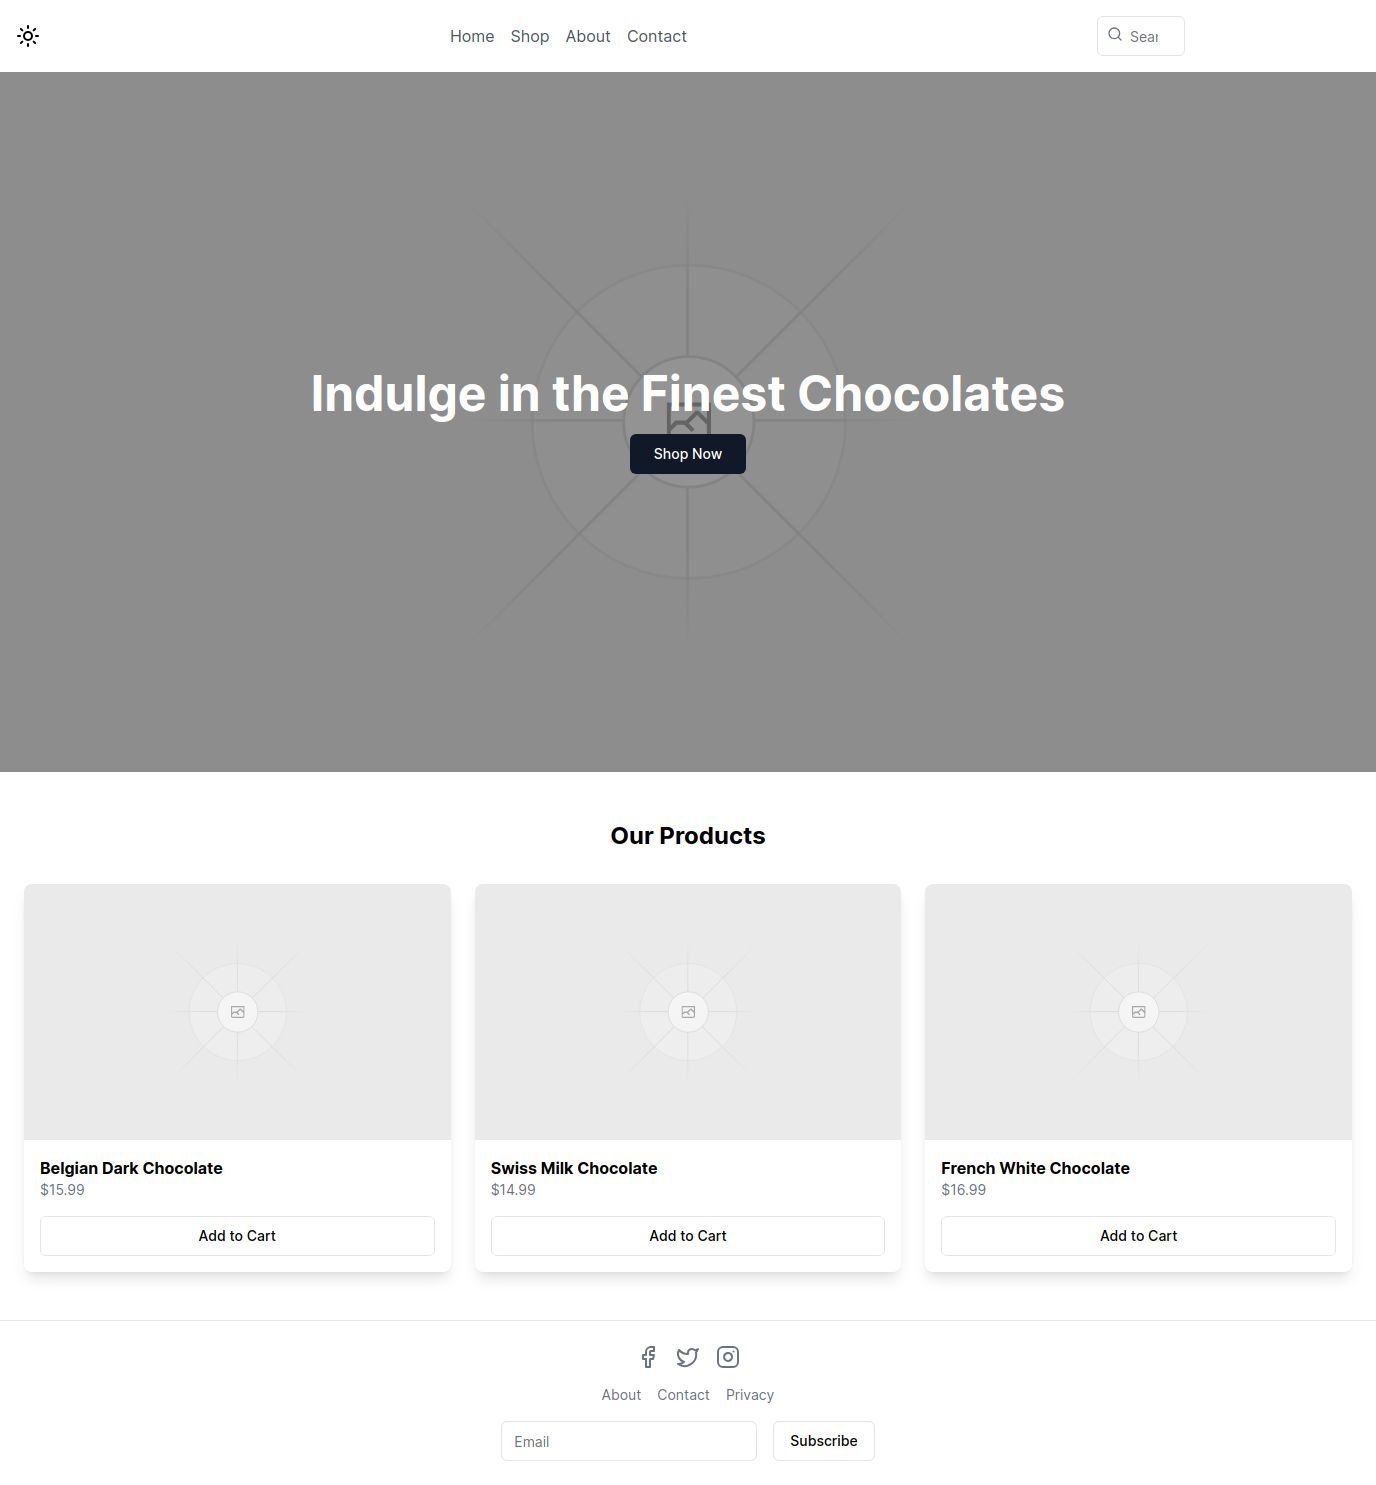 Home Shop About Contact
Sear
Indulge in the Finest Chocolates
Shop Now
Our Products
Belgian Dark Chocolate
$15.99
Add to Cart
Swiss Milk Chocolate
$14.99
Add to Cart
French White Chocolate
$16.99
Add to Cart
About Contact Privacy
Email
Subscribe